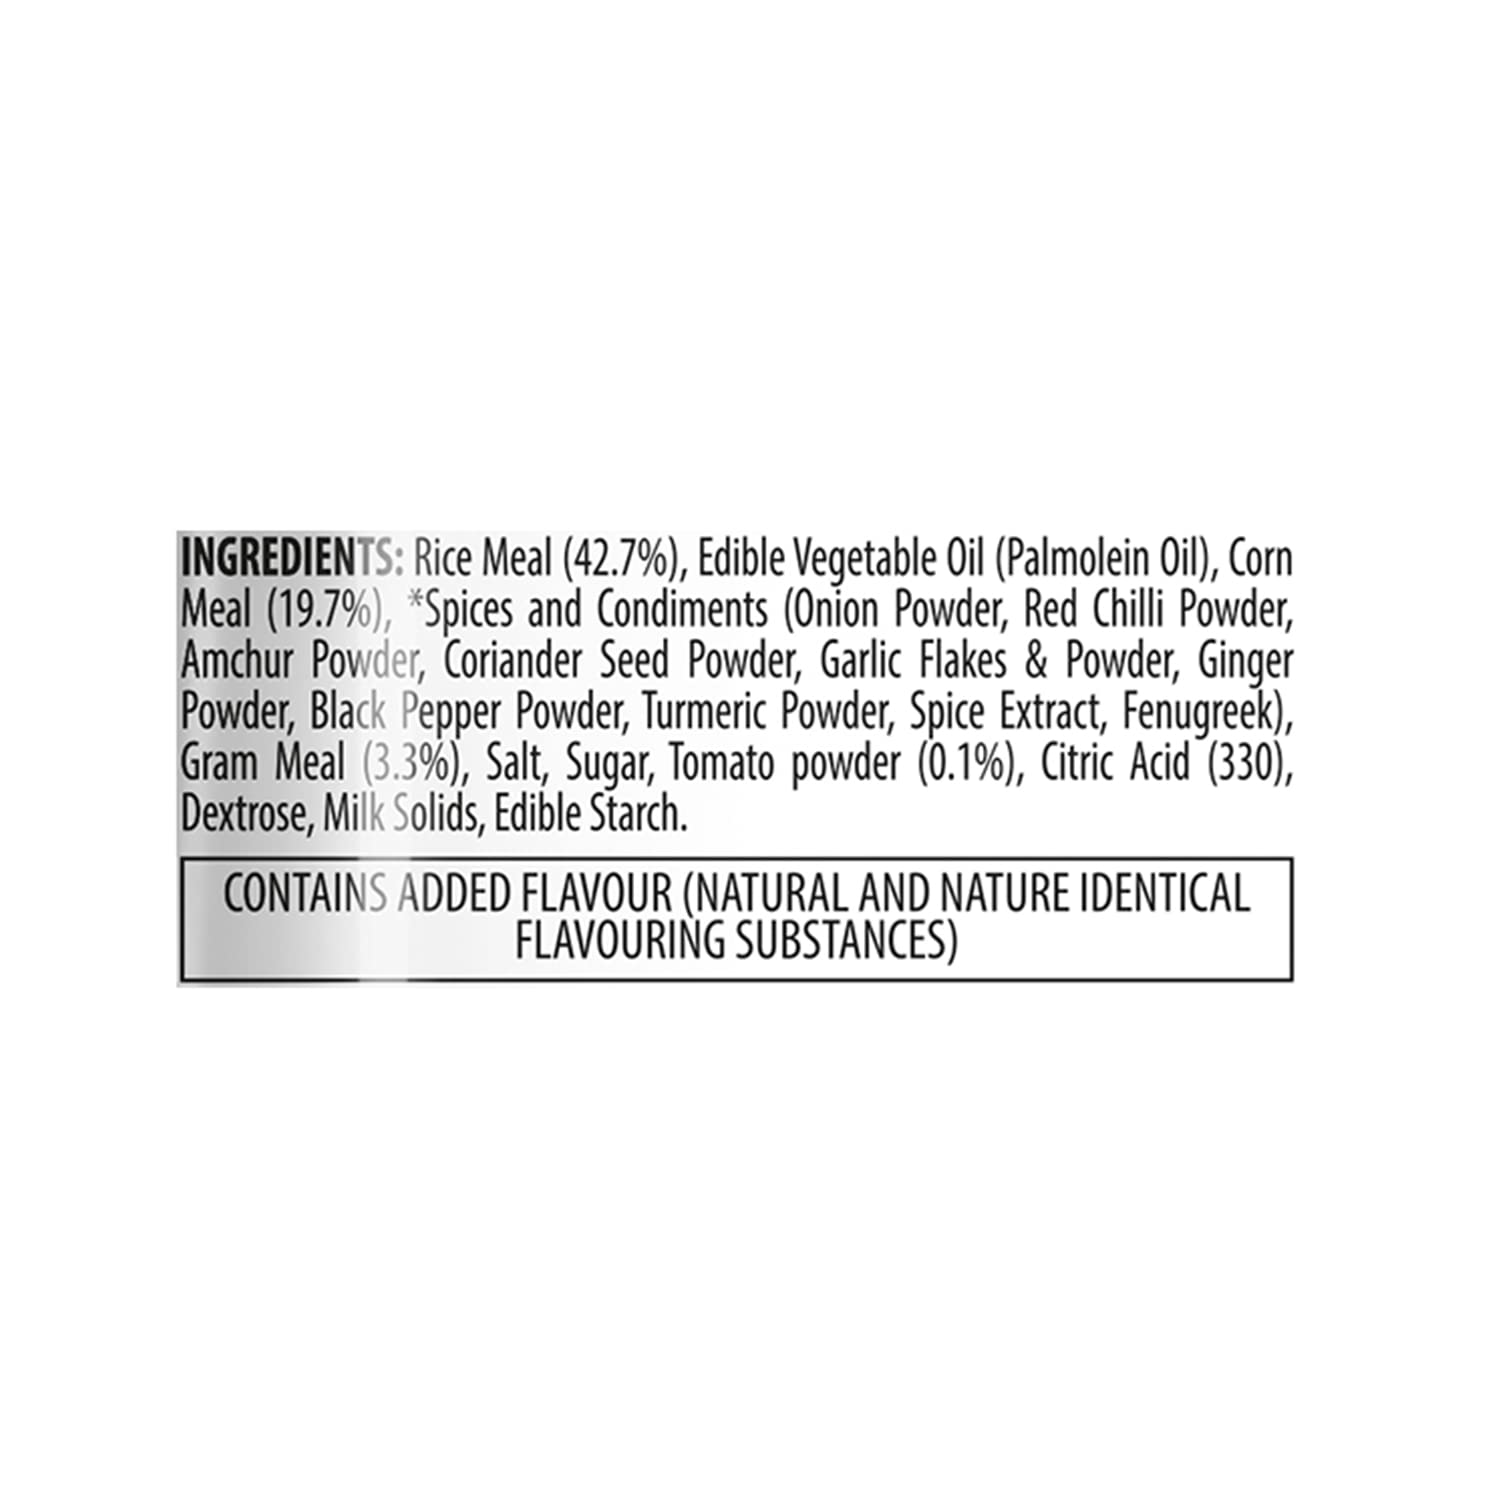 INGREDIENTS: Rice Meal (42.7%), Edible Vegetable Oil (Palmolein Oil), Corn
Meal (19.7%), *Spices and Condiments (Onion Powder, Red Chilli Powder,
Amchur Powder, Coriander Seed Powder, Garlic Flakes & Powder, Ginger
Powder, Black Pepper Powder, Turmeric Powder, Spice Extract, Fenugreek),
Gram Meal (3.3%), Salt, Sugar, Tomato powder (0.1%), Citric Acid (330),
Dextrose, Milk Solids, Edible Starch.
CONTAINS ADDED FLAVOUR (NATURAL AND NATURE IDENTICAL
FLAVOURING SUBSTANCES)